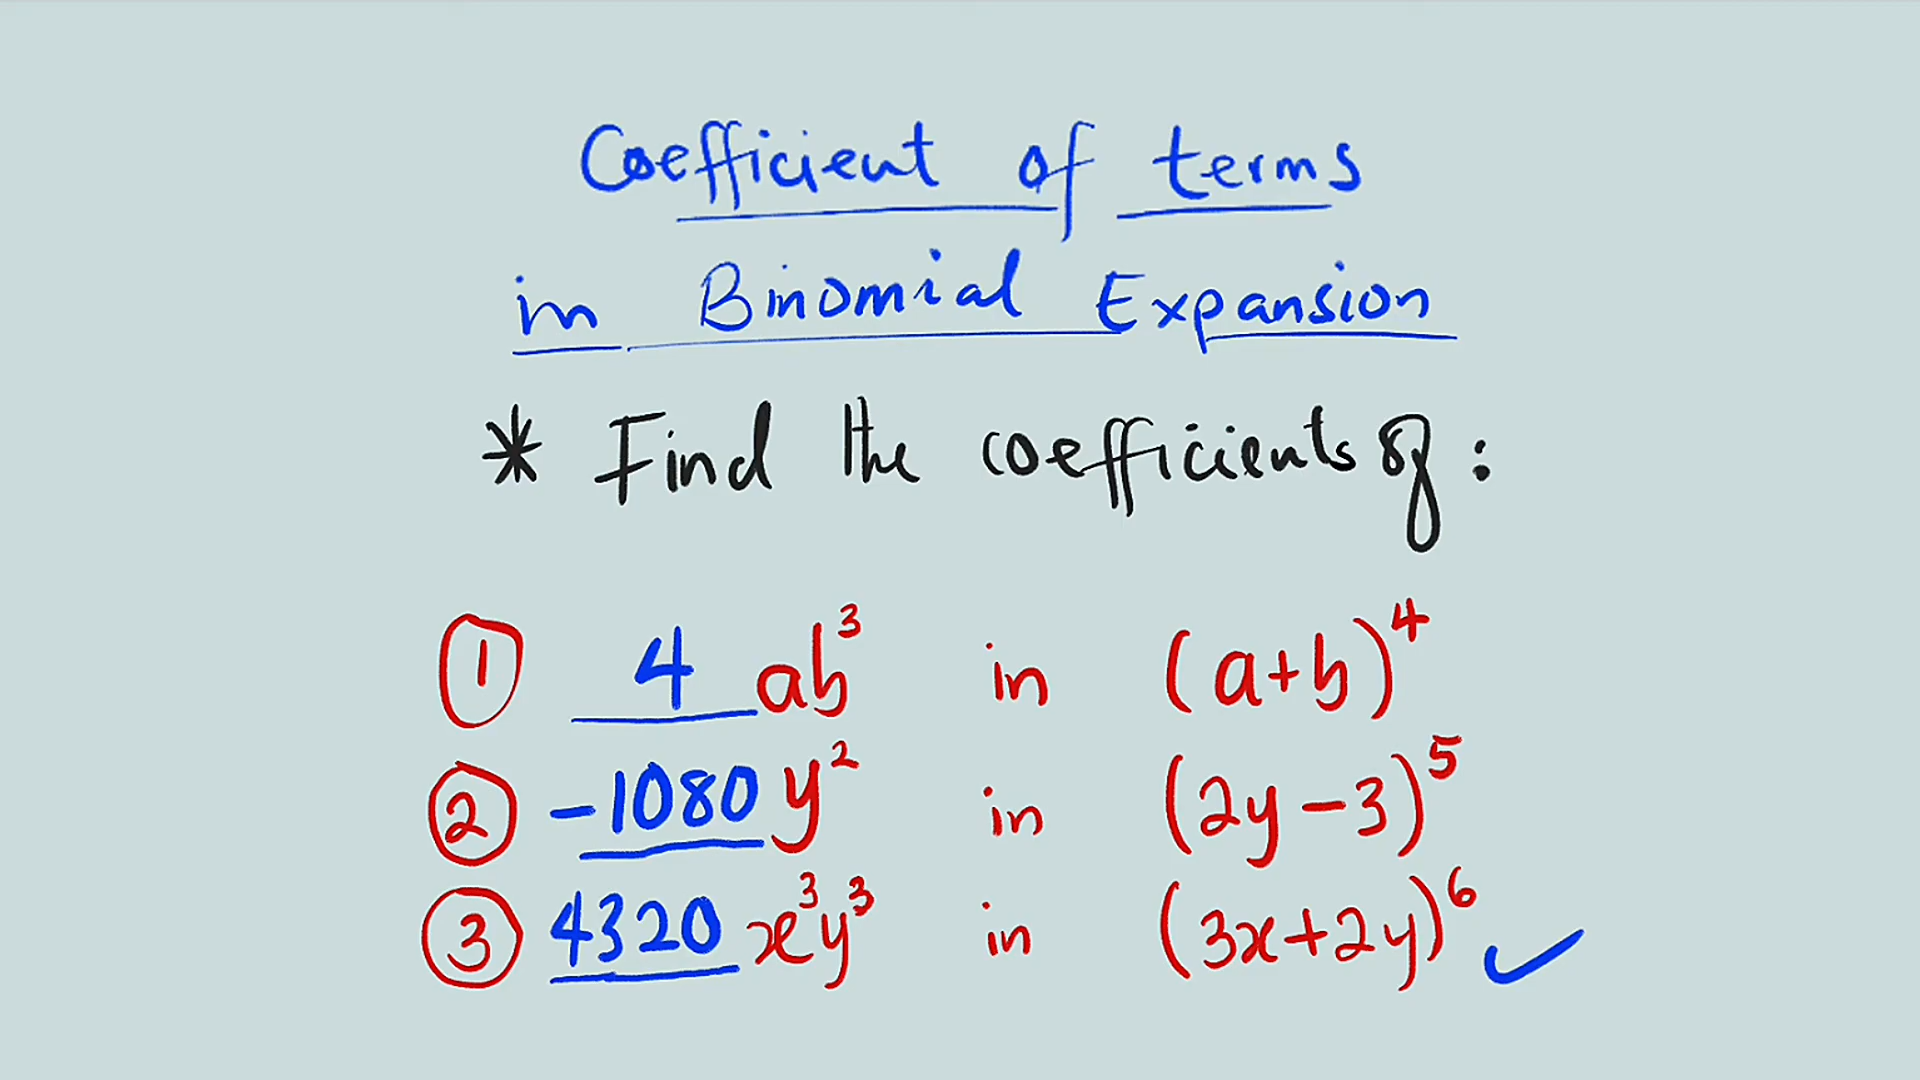 Coefficient of terms
in Binomial Expansion
* Find the coefficients of :
① 4 ab³ in (a+b)⁴
② -1080 y² in (2y-3)⁵
③ 4320 x³y³ in (3x+2y)⁶ ✓